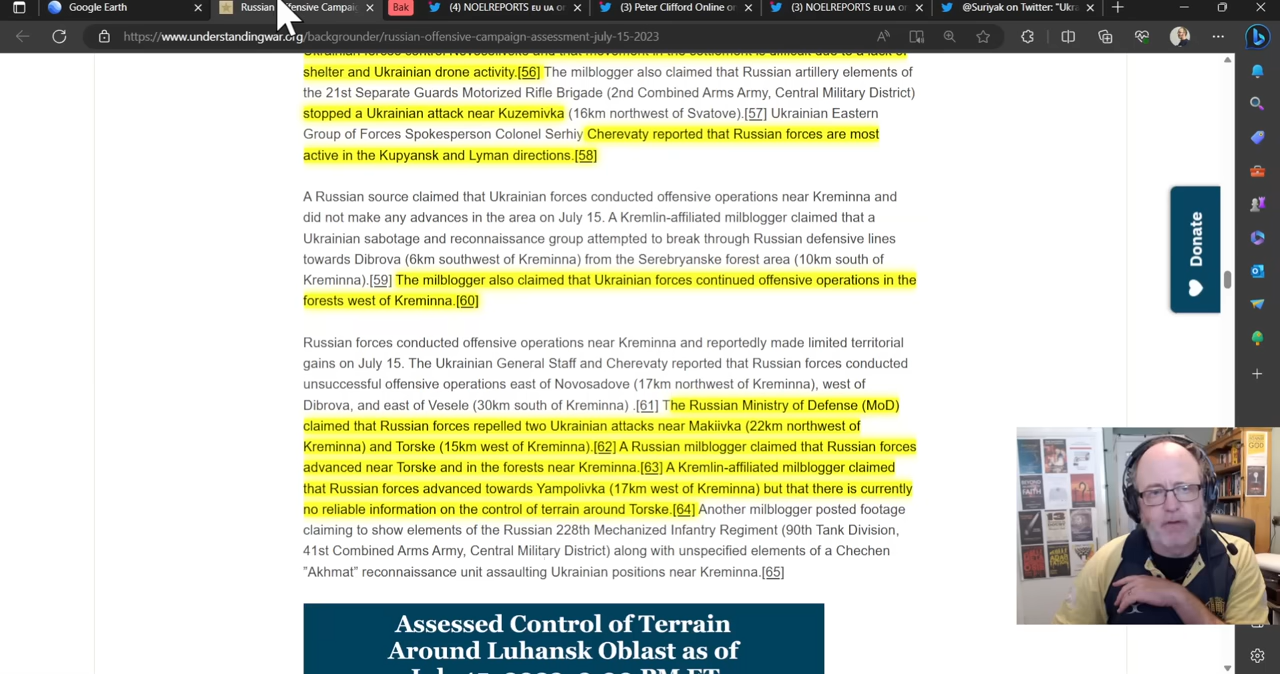 Google Earth
Russian Offensive Campai
Bak
(4) NOELREPORTS EU UA
(3) Peter Clifford Online
(3) NOELREPORTS EU UA
@Suriyak on Twitter: "Ukra
https://www.understandingwar.org/backgrounder/russian-offensive-campaign-assessment-july-15-2023
shelter and Ukrainian drone activity.[56] The milblogger also claimed that Russian artillery elements of
the 21st Separate Guards Motorized Rifle Brigade (2nd Combined Arms Army, Central Military District)
stopped a Ukrainian attack near Kuzemivka (16km northwest of Svatove).[57] Ukrainian Eastern
Group of Forces Spokesperson Colonel Serhiy Cherevaty reported that Russian forces are most
active in the Kupyansk and Lyman directions.[58]
A Russian source claimed that Ukrainian forces conducted offensive operations near Kreminna and
did not make any advances in the area on July 15. A Kremlin-affiliated milblogger claimed that a
Ukrainian sabotage and reconnaissance group attempted to break through Russian defensive lines
towards Dibrova (6km southwest of Kreminna) from the Serebryanske forest area (10km south of
Kreminna).[59] The milblogger also claimed that Ukrainian forces continued offensive operations in the
forests west of Kreminna.[60]
Russian forces conducted offensive operations near Kreminna and reportedly made limited territorial
gains on July 15. The Ukrainian General Staff and Cherevaty reported that Russian forces conducted
unsuccessful offensive operations east of Novosadove (17km northwest of Kreminna), west of
Dibrova, and east of Vesele (30km south of Kreminna) .[61] The Russian Ministry of Defense (MoD)
claimed that Russian forces repelled two Ukrainian attacks near Makiivka (22km northwest of
Kreminna) and Torske (15km west of Kreminna).[62] A Russian milblogger claimed that Russian forces
advanced near Torske and in the forests near Kreminna.[63] A Kremlin-affiliated milblogger claimed
that Russian forces advanced towards Yampolivka (17km west of Kreminna) but that there is currently
no reliable information on the control of terrain around Torske.[64] Another milblogger posted footage
claiming to show elements of the Russian 228th Mechanized Infantry Regiment (90th Tank Division,
41st Combined Arms Army, Central Military District) along with unspecified elements of a Chechen
"Akhmat" reconnaissance unit assaulting Ukrainian positions near Kreminna.[65]
Assessed Control of Terrain
Around Luhansk Oblast as of
Donate